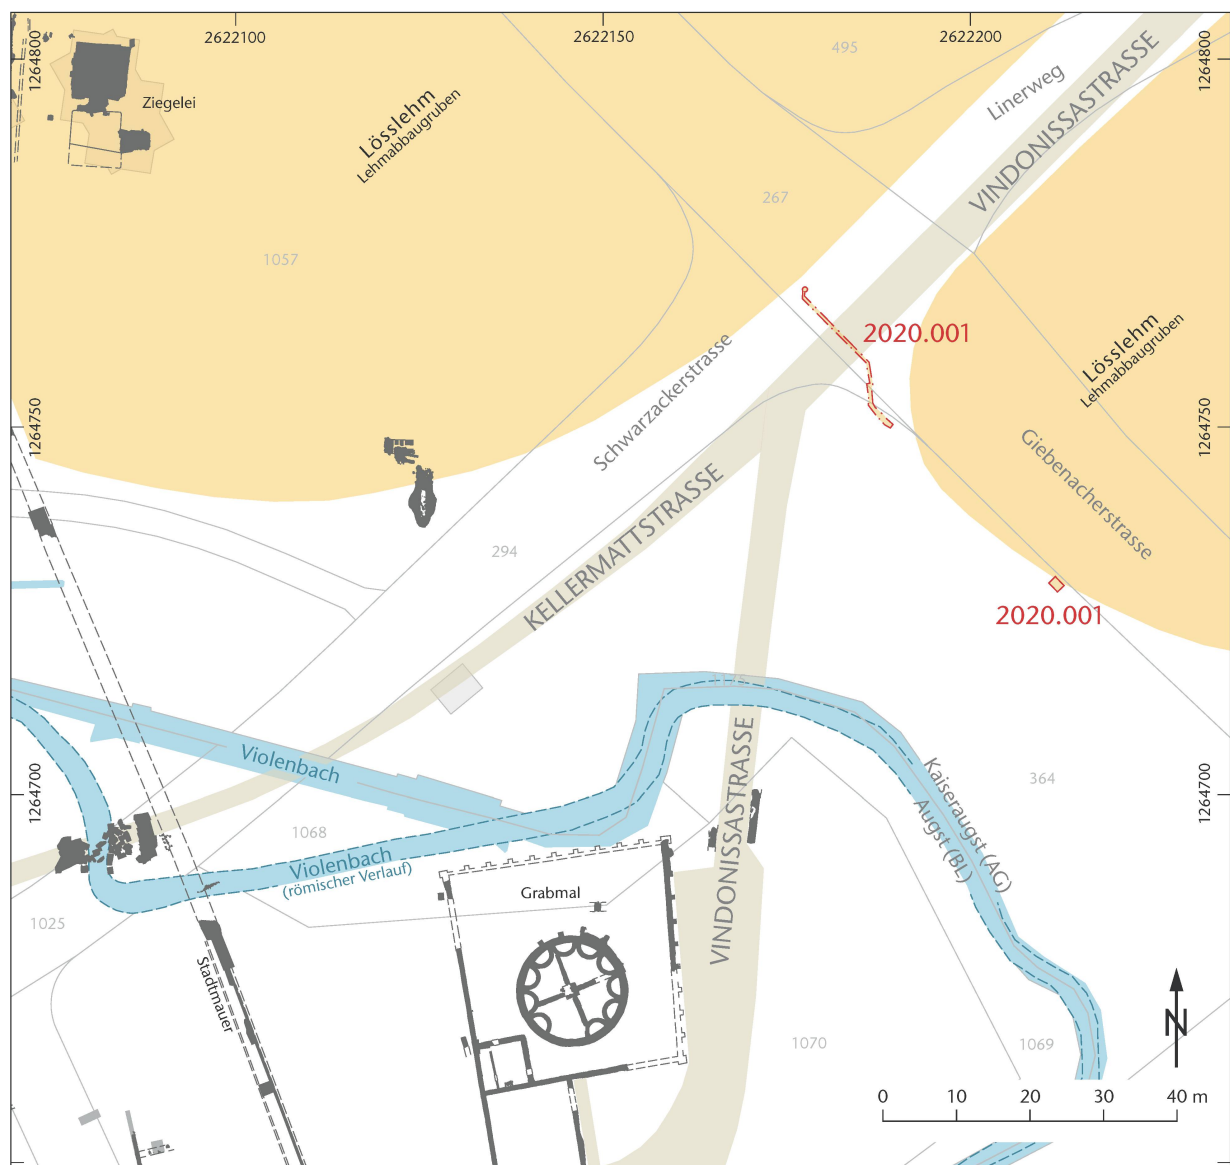 2622100
2622150
2622200
1264800
1264800
495
Ziegelei
Linerweg
VINDONISSASTRASSE
Lösslehm
Lehmabbaugruben
267
1057
2020.001
Lösslehm
Lehmabbaugruben
Schwarzackerstrasse
1264750
1264750
Giebenacherstrasse
KELLERMATTSTRASSE
294
2020.001
Violenbach
VINDONISSASTRASSE
Kaiseraugst (AG)
Augst (BL)
364
1264700
1264700
1068
Violenbach
(römischer Verlauf)
Grabmal
1025
Stadtmauer
N
1070
1069
0 10 20 30 40 m